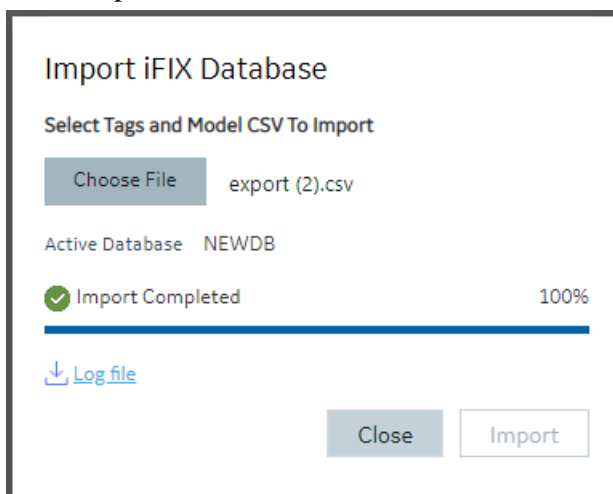 Import iFIX Database
Select Tags and Model CSV To Import
Choose File export (2).csv
Active Database NEWDB
Import Completed 100%
Log file
Close Import